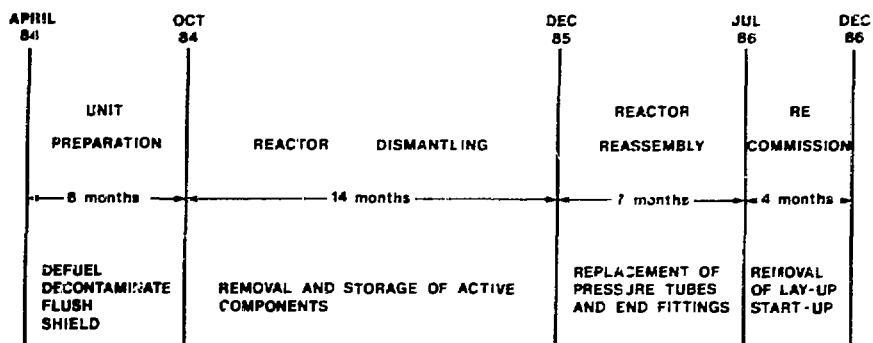 APRIL OCT DEC JUL DEC
84 84 85 86 86
UNIT REACTOR RE
PREPARATION REACTOR DISMANTLING REASSEMBLY COMMISSION
6 months 14 months 7 months 4 months
DEFUEL
DECONTAMINATE
FLUSH
SHIELD
REMOVAL AND STORAGE OF ACTIVE
COMPONENTS
REPLACEMENT OF
PRESSURE TUBES
AND END FITTINGS
REMOVAL
OF LAY-UP
START-UP